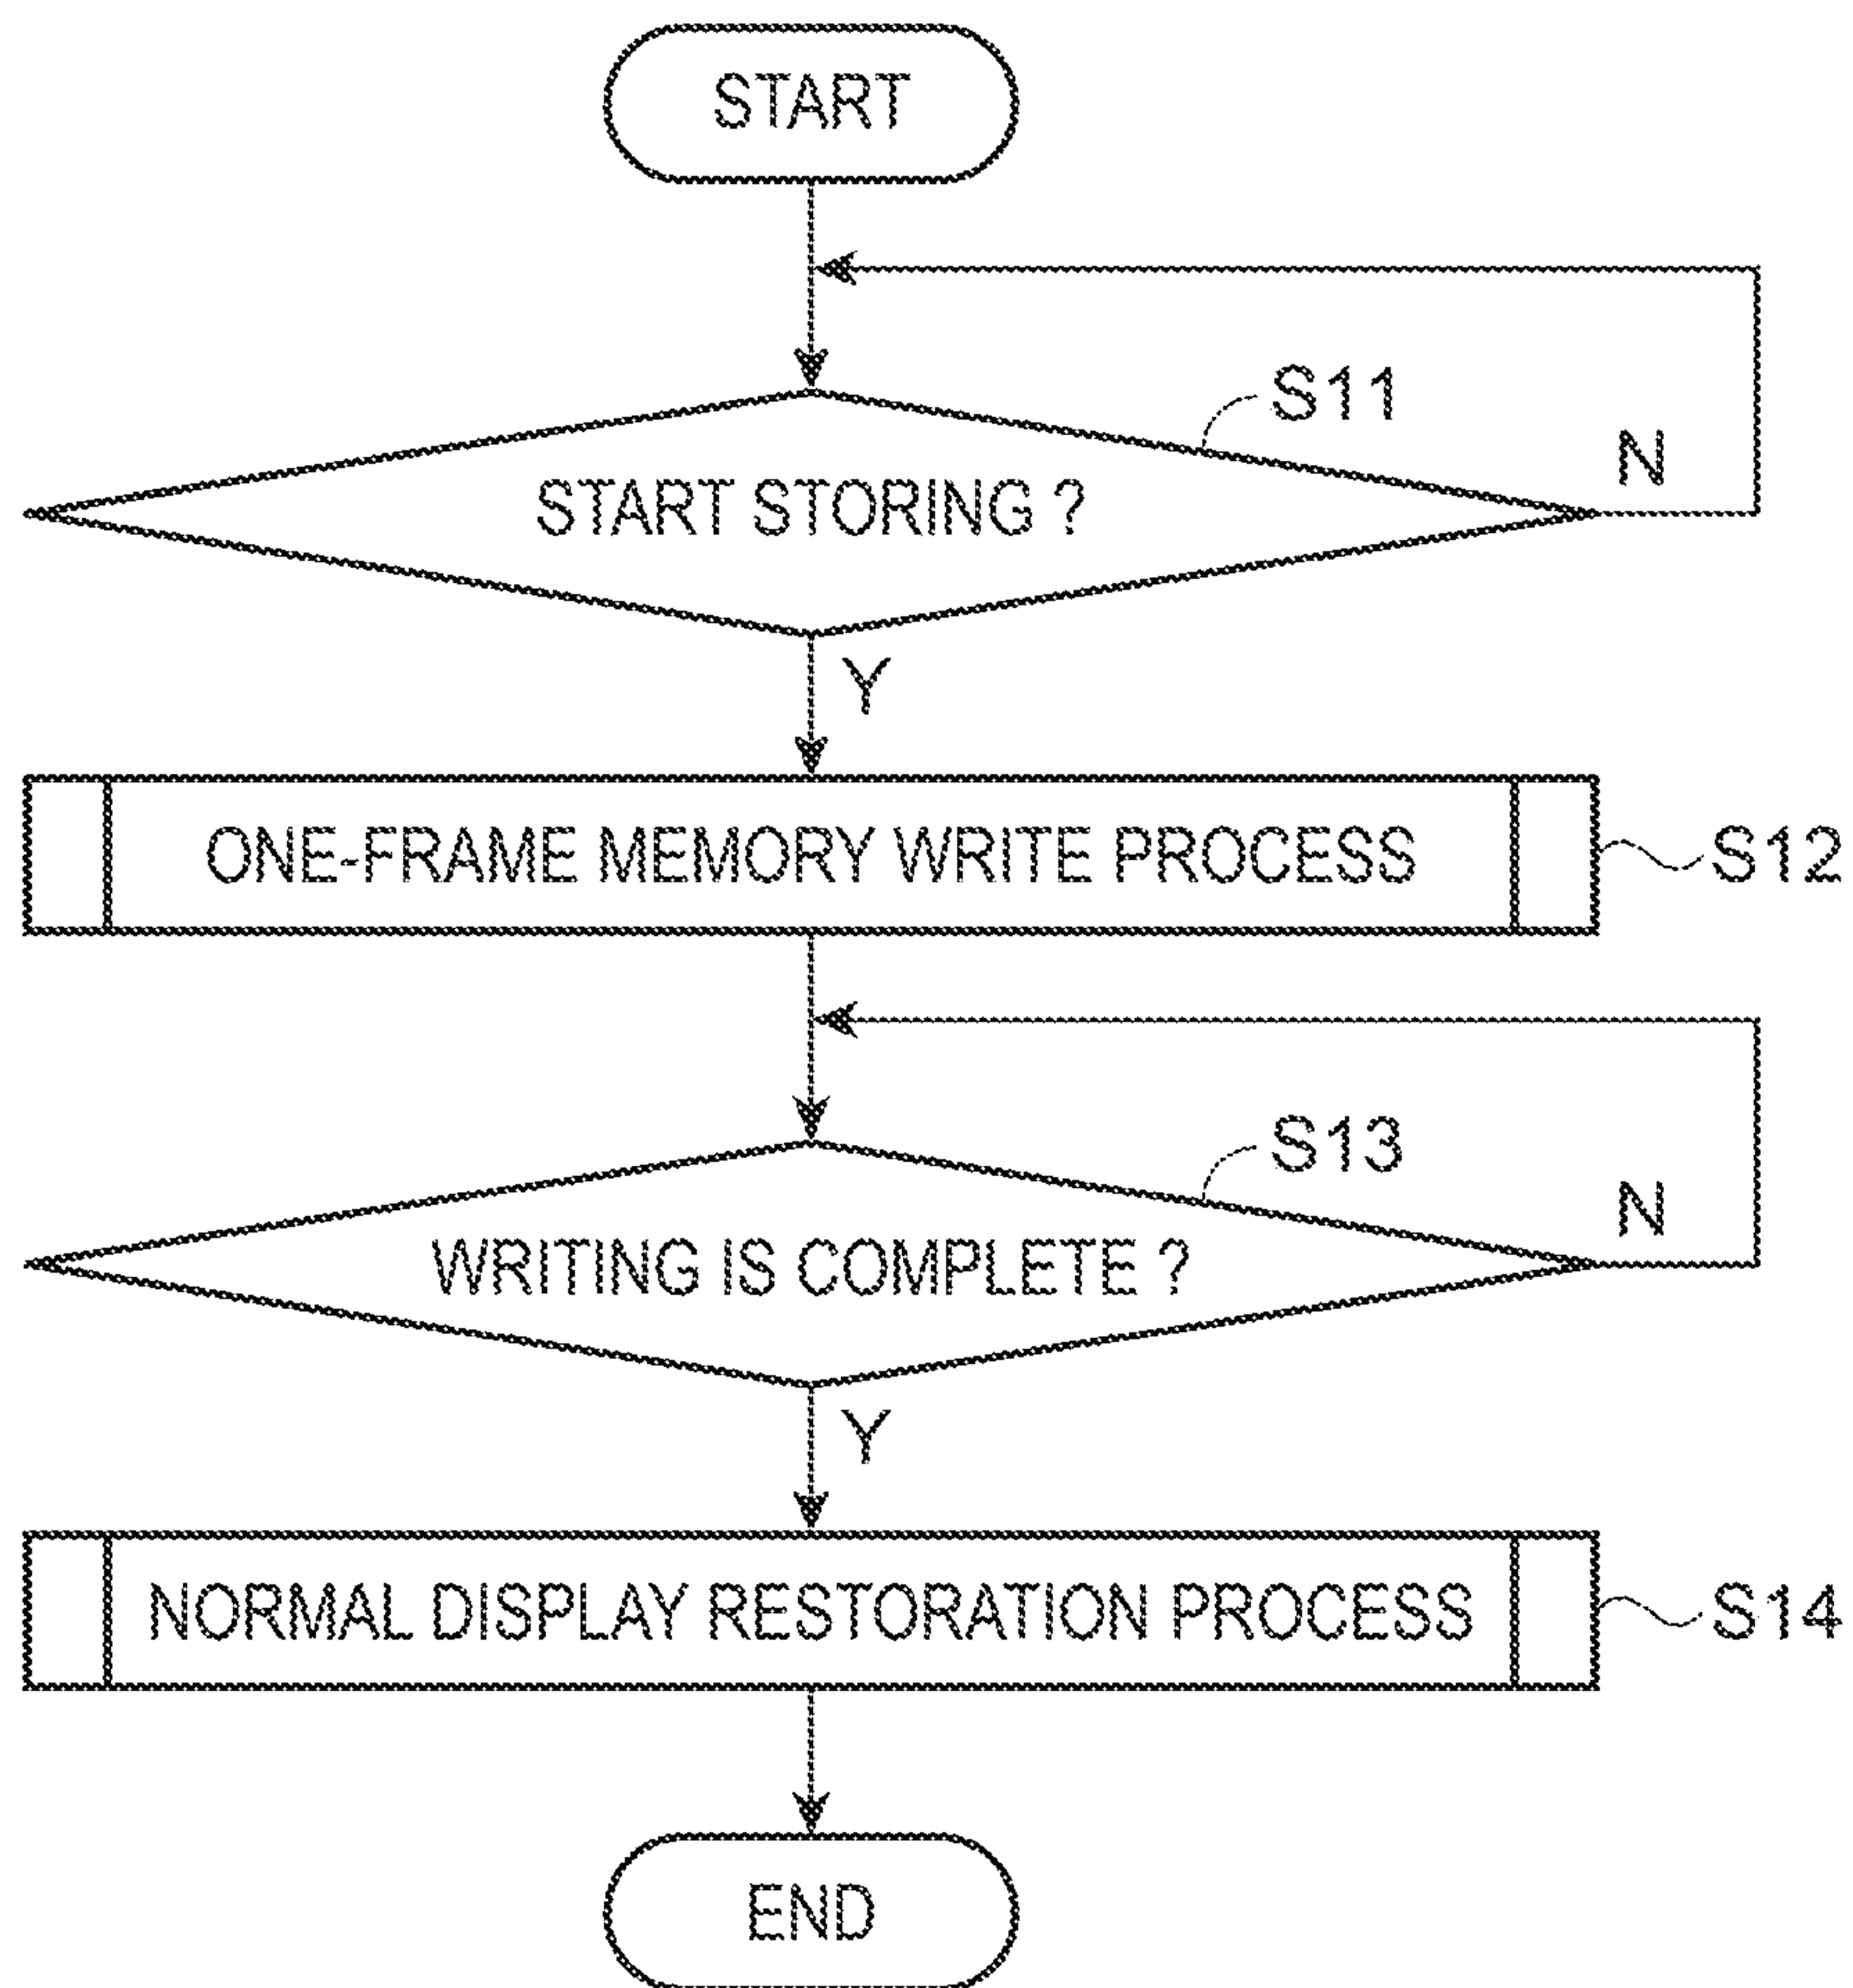 START
S11
N
START STORING ?
Y
ONE-FRAME MEMORY WRITE PROCESS
S12
S13
N
WRITING IS COMPLETE ?
Y
NORMAL DISPLAY RESTORATION PROCESS
S14
END